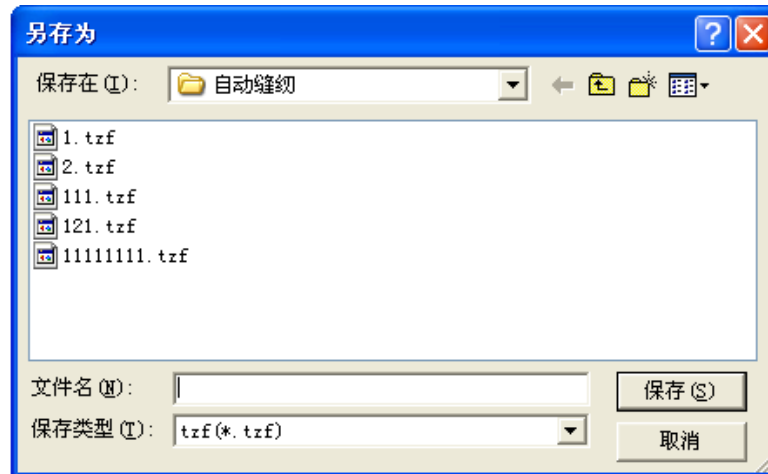 另存为
保存在(I): 自动缝纫
1.tzf
2.tzf
111.tzf
121.tzf
11111111.tzf
文件名(N): 保存(S)
保存类型(T): tzf(*.tzf) 取消